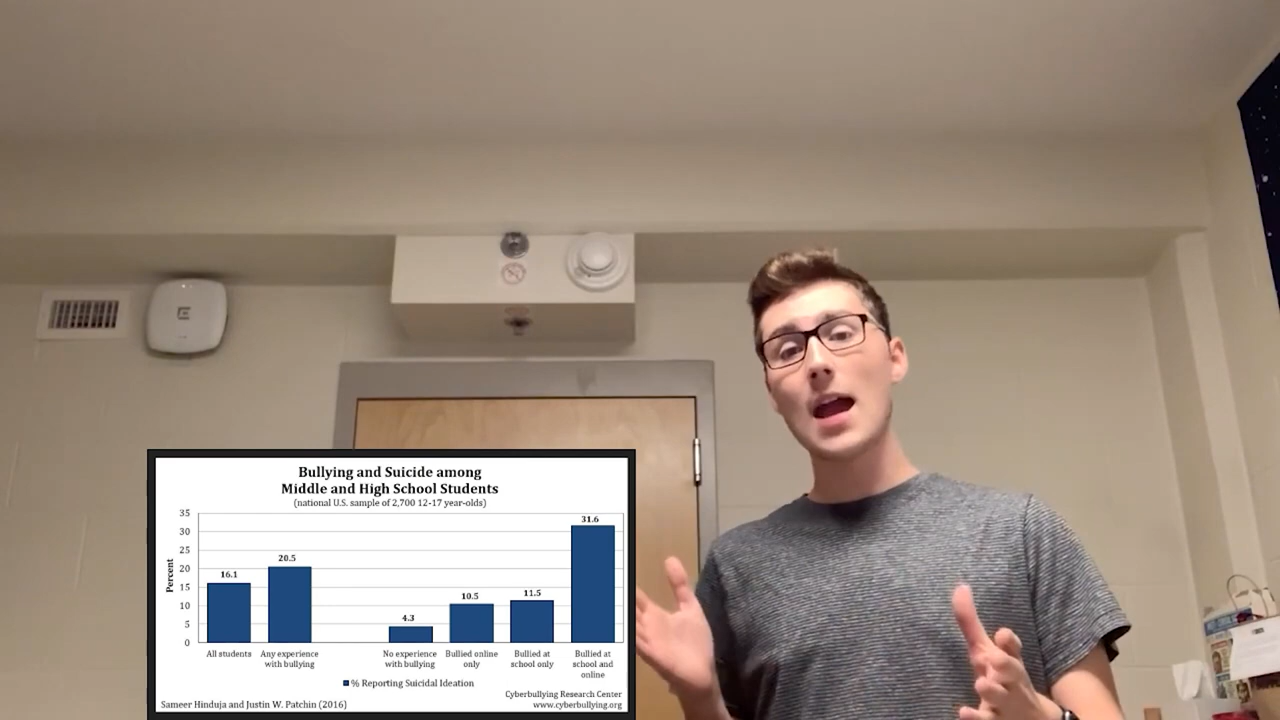 Bullying and Suicide among
Middle and High School Students
(national U.S. sample of 2,700 12-17 year-olds)
35
30
25
20
15
10
5
0
Percent
16.1
20.5
4.3
10.5
11.5
31.6
All students
Any experience
with bullying
No experience
with bullying
Bullied online
only
Bullied at
school only
Bullied at
school and
online
% Reporting Suicidal Ideation
Cyberbullying Research Center
Sameer Hinduja and Justin W. Patchin (2016)
www.cyberbullying.org